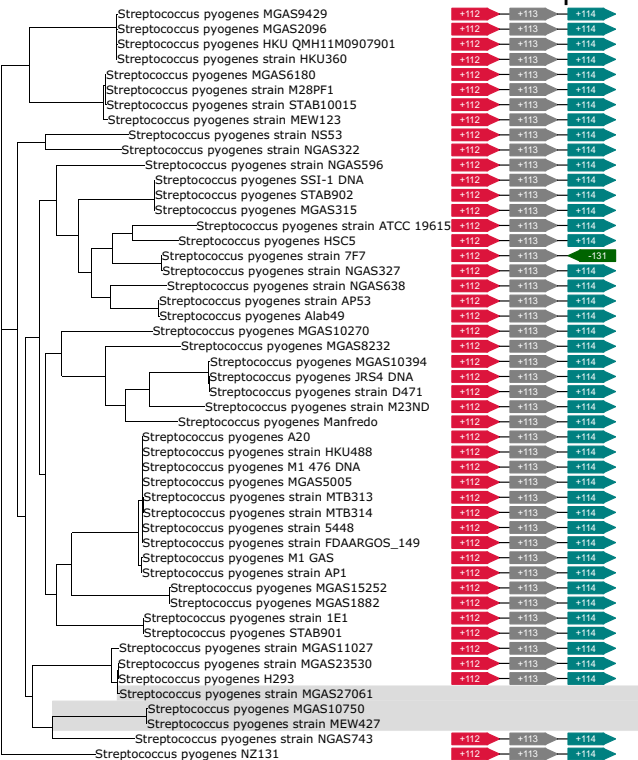 Streptococcus pyogenes MGAS9429 +112 +113 +114
Streptococcus pyogenes MGAS2096 +112 +113 +114
Streptococcus pyogenes HKU QMH11M0907901 +112 +113 +114
Streptococcus pyogenes strain HKU360 +112 +113 +114
Streptococcus pyogenes MGAS6180 +112 +113 +114
Streptococcus pyogenes strain M28PF1 +112 +113 +114
Streptococcus pyogenes strain STAB10015 +112 +113 +114
Streptococcus pyogenes strain MEW123 +112 +113 +114
Streptococcus pyogenes strain NS53 +112 +113 +114
Streptococcus pyogenes strain NGAS322 +112 +113 +114
Streptococcus pyogenes strain NGAS596 +112 +113 +114
Streptococcus pyogenes SSI-1 DNA +112 +113 +114
Streptococcus pyogenes STAB902 +112 +113 +114
Streptococcus pyogenes MGAS315 +112 +113 +114
Streptococcus pyogenes strain ATCC 19615 +112 +113 +114
Streptococcus pyogenes HSC5 +112 +113 +114
Streptococcus pyogenes strain 7F7 +112 +113 -131
Streptococcus pyogenes strain NGAS327 +112 +113 +114
Streptococcus pyogenes strain NGAS638 +112 +113 +114
Streptococcus pyogenes strain AP53 +112 +113 +114
Streptococcus pyogenes Alab49 +112 +113 +114
Streptococcus pyogenes MGAS10270 +112 +113 +114
Streptococcus pyogenes MGAS8232 +112 +113 +114
Streptococcus pyogenes MGAS10394 +112 +113 +114
Streptococcus pyogenes JRS4 DNA +112 +113 +114
Streptococcus pyogenes strain D471 +112 +113 +114
Streptococcus pyogenes strain M23ND +112 +113 +114
Streptococcus pyogenes Manfredo +112 +113 +114
Streptococcus pyogenes A20 +112 +113 +114
Streptococcus pyogenes strain HKU488 +112 +113 +114
Streptococcus pyogenes M1 476 DNA +112 +113 +114
Streptococcus pyogenes MGAS5005 +112 +113 +114
Streptococcus pyogenes strain MTB313 +112 +113 +114
Streptococcus pyogenes strain MTB314 +112 +113 +114
Streptococcus pyogenes strain 5448 +112 +113 +114
Streptococcus pyogenes strain FDAARGOS_149 +112 +113 +114
Streptococcus pyogenes M1 GAS +112 +113 +114
Streptococcus pyogenes strain AP1 +112 +113 +114
Streptococcus pyogenes MGAS15252 +112 +113 +114
Streptococcus pyogenes MGAS1882 +112 +113 +114
Streptococcus pyogenes strain 1E1 +112 +113 +114
Streptococcus pyogenes STAB901 +112 +113 +114
Streptococcus pyogenes strain MGAS11027 +112 +113 +114
Streptococcus pyogenes strain MGAS23530 +112 +113 +114
Streptococcus pyogenes H293 +112 +113 +114
Streptococcus pyogenes strain MGAS27061
Streptococcus pyogenes MGAS10750
Streptococcus pyogenes strain MEW427
Streptococcus pyogenes strain NGAS743 +112 +113 +114
Streptococcus pyogenes NZ131 +112 +113 +114